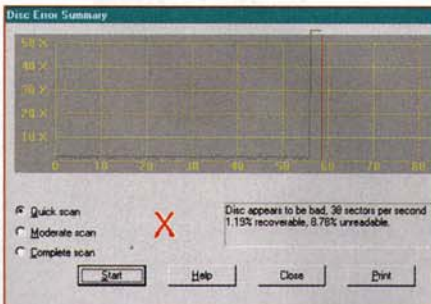 Disc Error Summary
50 X
40 X
30 X
20 X
10 X
0 10 20 30 40 50 60 70 80
Quick scan
Moderate scan
Complete scan
X
Disc appears to be bad, 38 sectors per second
1.19% recoverable, 8.76% unreadable.
Start Help Close Print